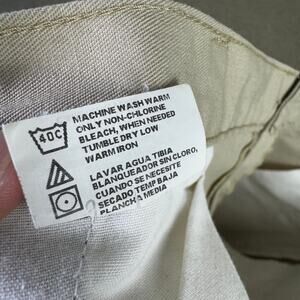 40C
MACHINE WASH WARM
ONLY NON-CHLORINE
BLEACH, WHEN NEEDED
TUMBLE DRY LOW
WARM IRON
LAVAR AGUA TIBIA
BLANQUEADOR SIN CLORO,
CUANDO SE NECESITE
SECADO TEMP BAJA
PLANCHA MEDIA